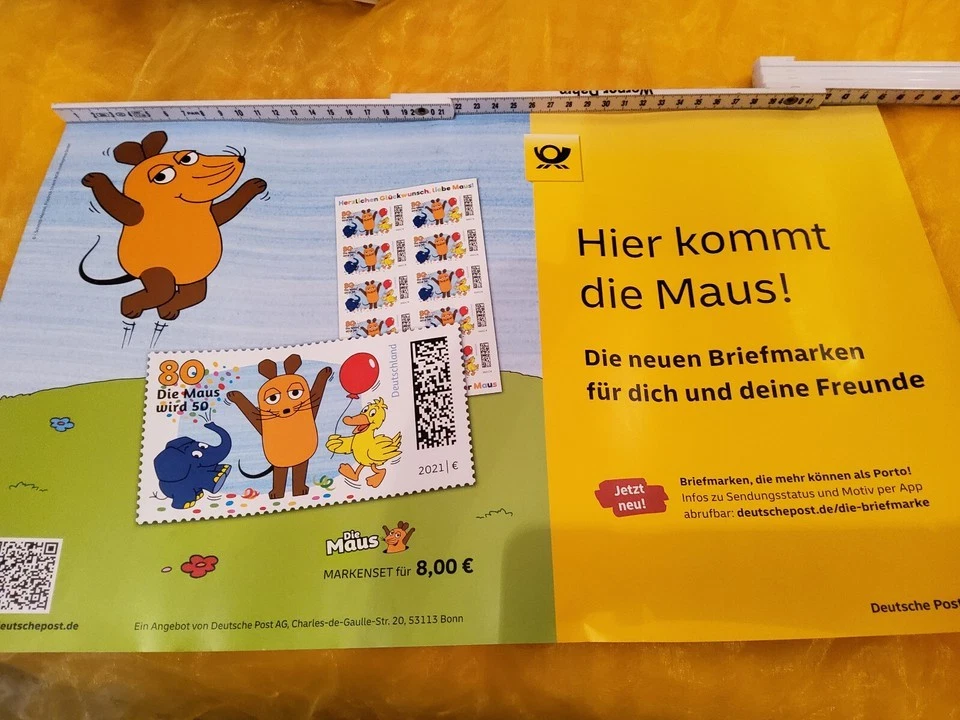 Werner Dahm
Herzlichen Glückwunsch, liebe Maus!
80
Die Maus
wird 50
Deutschland
2021 | €
Die
Maus
MARKENSET für 8,00 €
eutschepost.de
Ein Angebot von Deutsche Post AG, Charles-de-Gaulle-Str. 20, 53113 Bonn
Hier kommt
die Maus!
Die neuen Briefmarken
für dich und deine Freunde
Jetzt
neu!
Briefmarken, die mehr können als Porto!
Infos zu Sendungsstatus und Motiv per App
abrufbar: deutschepost.de/die-briefmarke
Deutsche Post